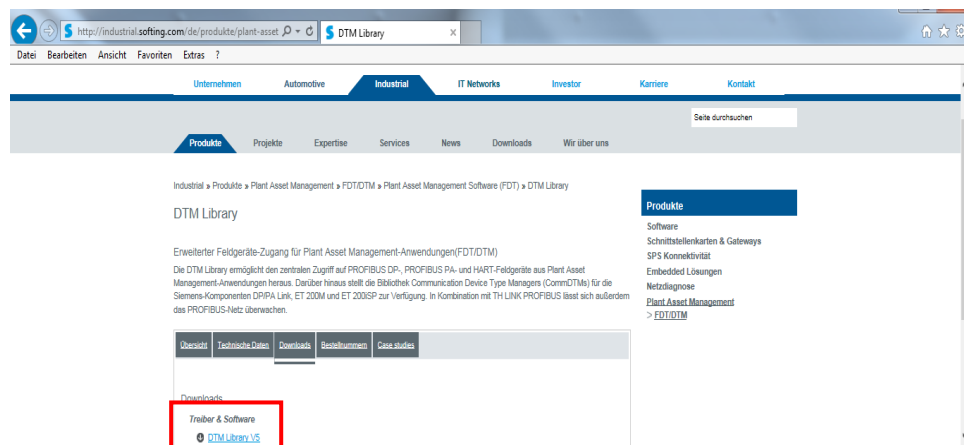 http://industrial.softing.com/de/produkte/plant-asset
DTM Library
Datei Bearbeiten Ansicht Favoriten Extras ?
Unternehmen Automotive Industrial IT Networks Investor Karriere Kontakt
Seite durchsuchen
Produkte Projekte Expertise Services News Downloads Wir über uns
Industrial » Produkte » Plant Asset Management » FDT/DTM » Plant Asset Management Software (FDT) » DTM Library
DTM Library
Erweiterter Feldgeräte-Zugang für Plant Asset Management-Anwendungen(FDT/DTM)
Die DTM Library ermöglicht den zentralen Zugriff auf PROFIBUS DP-, PROFIBUS PA- und HART-Feldgeräte aus Plant Asset
Management-Anwendungen heraus. Darüber hinaus stellt die Bibliothek Communication Device Type Managers (CommDTMs) für die
Siemens-Komponenten DP/PA Link, ET 200M und ET 200iSP zur Verfügung. In Kombination mit TH LINK PROFIBUS lässt sich außerdem
das PROFIBUS-Netz überwachen.
Übersicht Technische Daten Downloads Bestellnummern Case studies
Downloads
Treiber & Software
DTM Library V5
Produkte
Software
Schnittstellenkarten & Gateways
SPS Konnektivität
Embedded Lösungen
Netzdiagnose
Plant Asset Management
> FDT/DTM